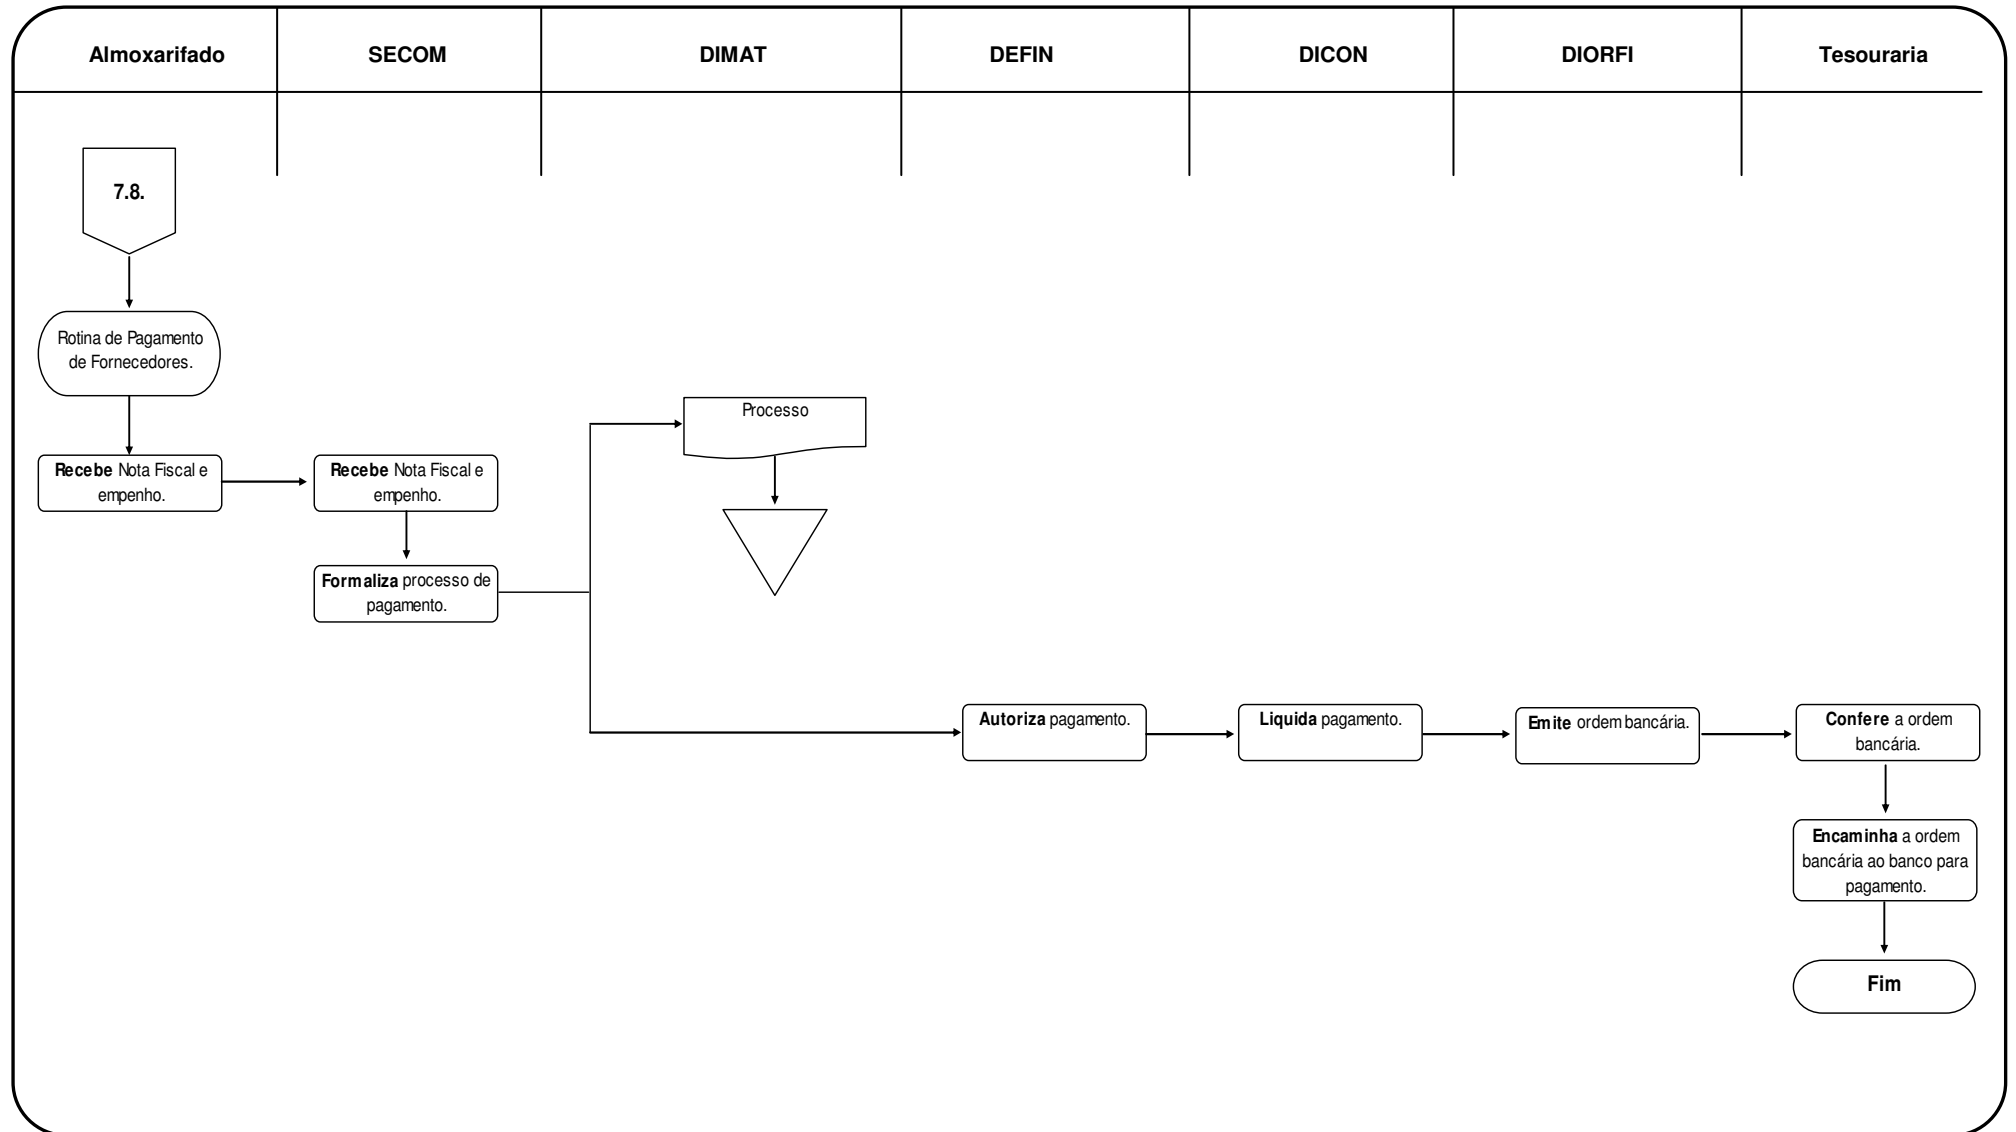 Almoxarifado
SECOM
DIMAT
DEFIN
DICON
DIORFI
Tesouraria
7.8.
Rotina de Pagamento
de Fornecedores.
Recebe Nota Fiscal e
empenho.
Recebe Nota Fiscal e
empenho.
Formaliza processo de
pagamento.
Processo
Autoriza pagamento.
Liquida pagamento.
Emite ordem bancária.
Confere a ordem
bancária.
Encaminha a ordem
bancária ao banco para
pagamento.
Fim